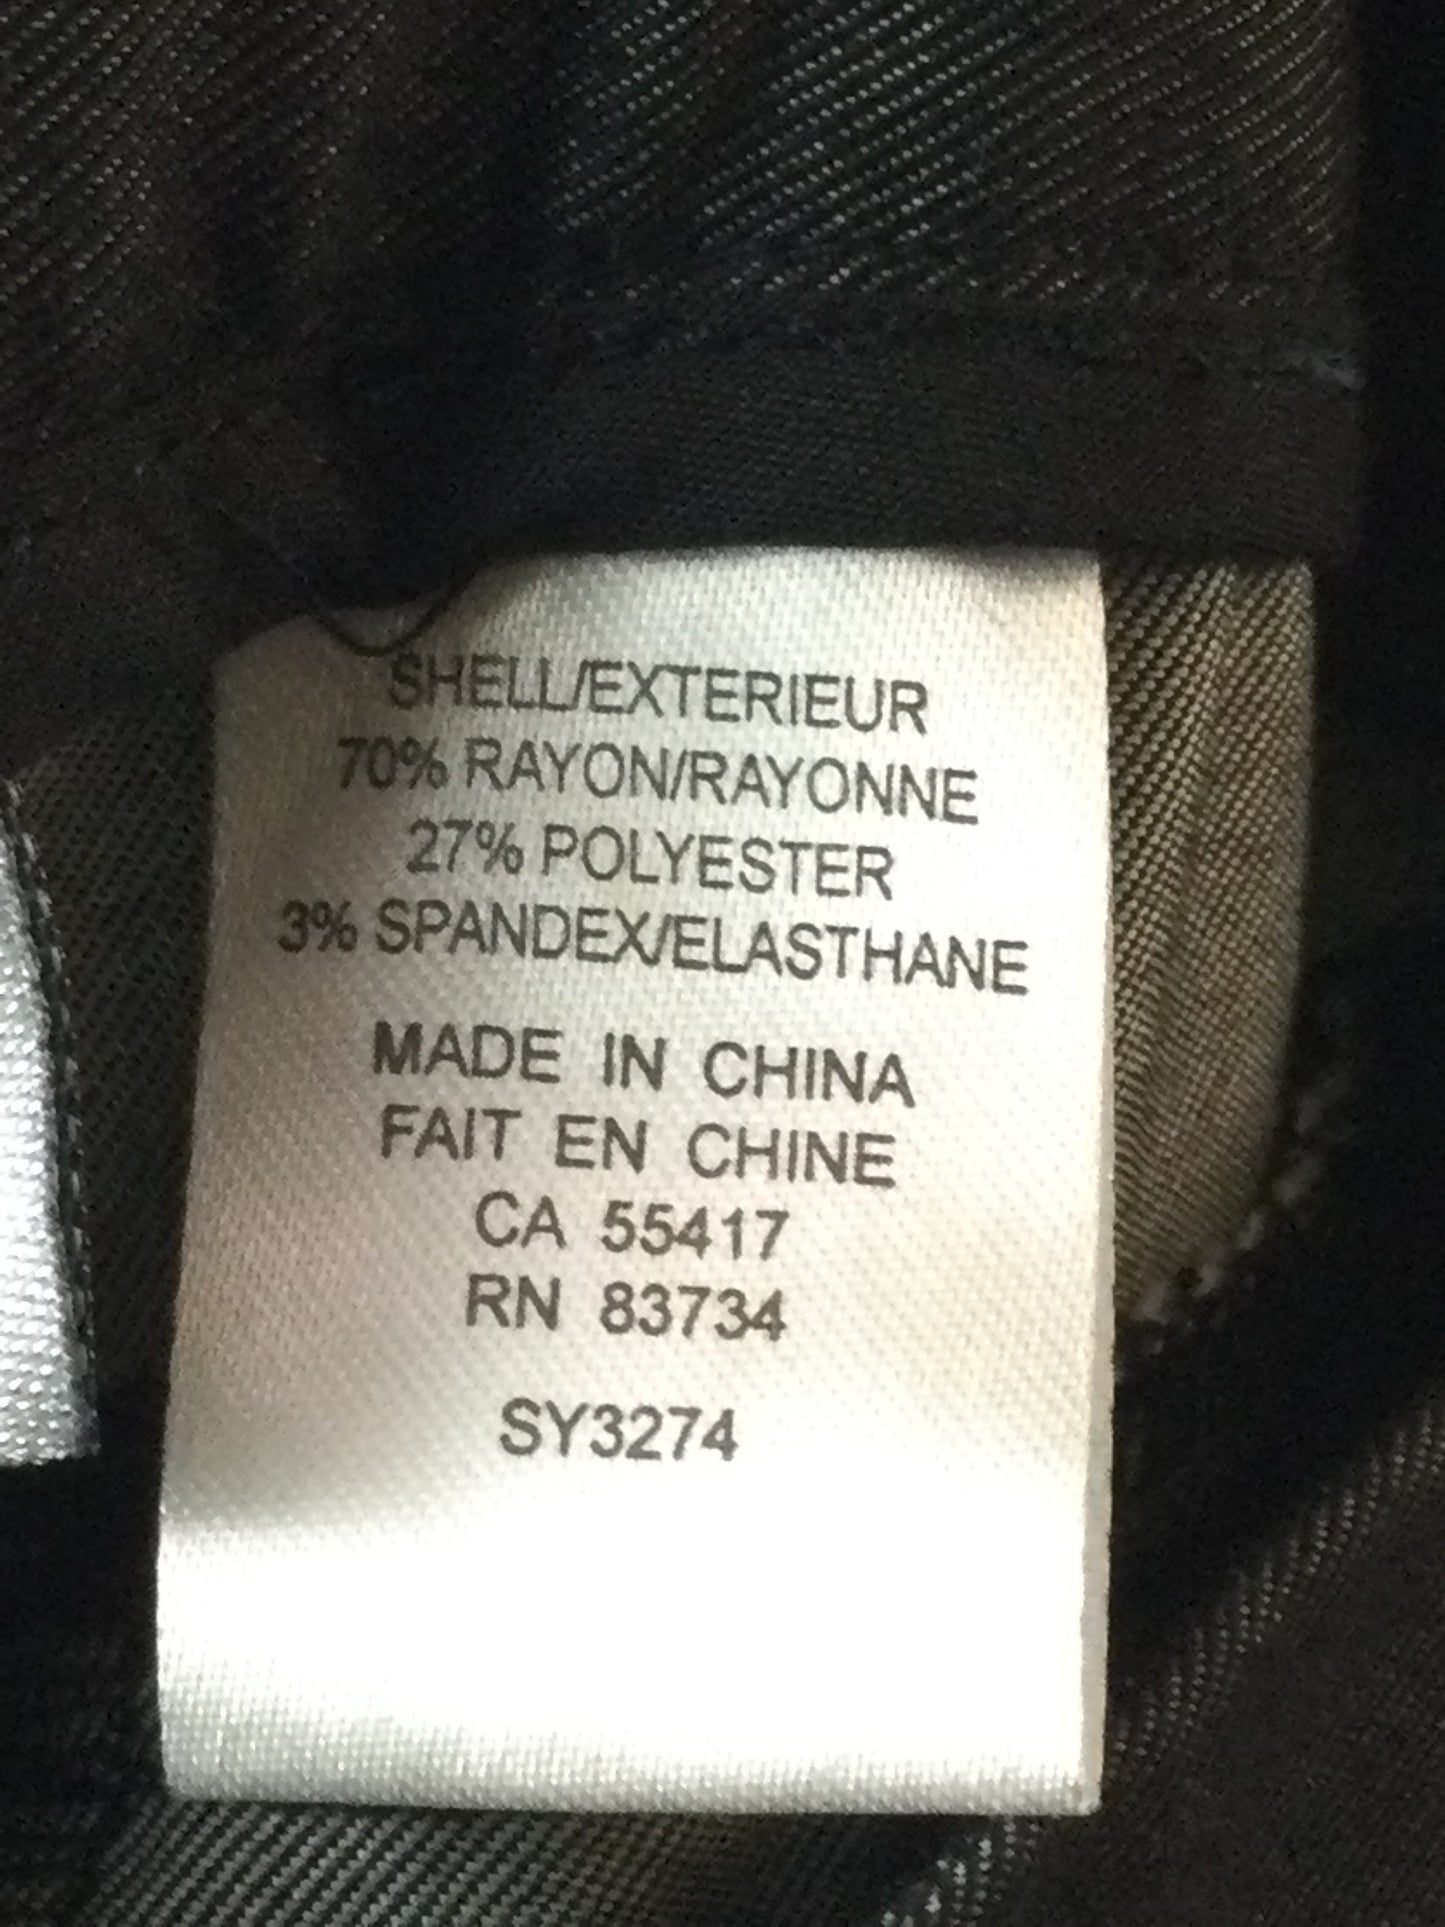 SHELL/EXTERIEUR
70% RAYON/RAYONNE
27% POLYESTER
3% SPANDEX/ELASTHANE
MADE IN CHINA
FAIT EN CHINE
CA 55417
RN 83734
SY3274